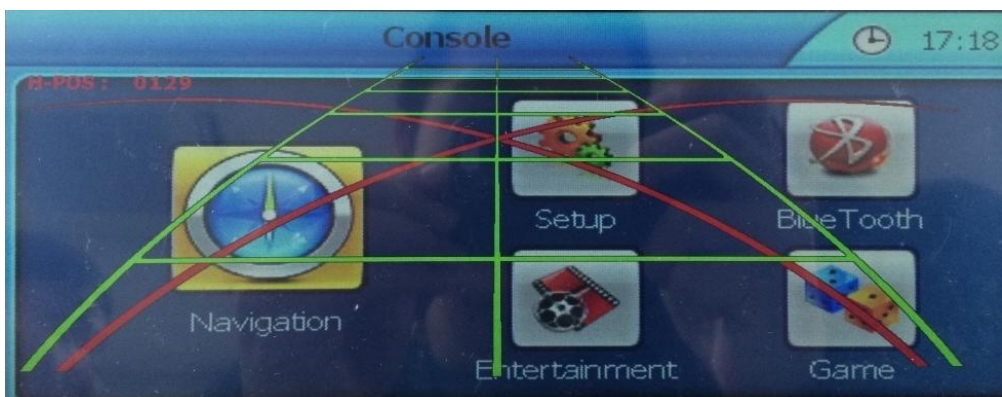 Console
17:18
H-POS: 0129
Setup
BlueTooth
Navigation
Entertainment
Game